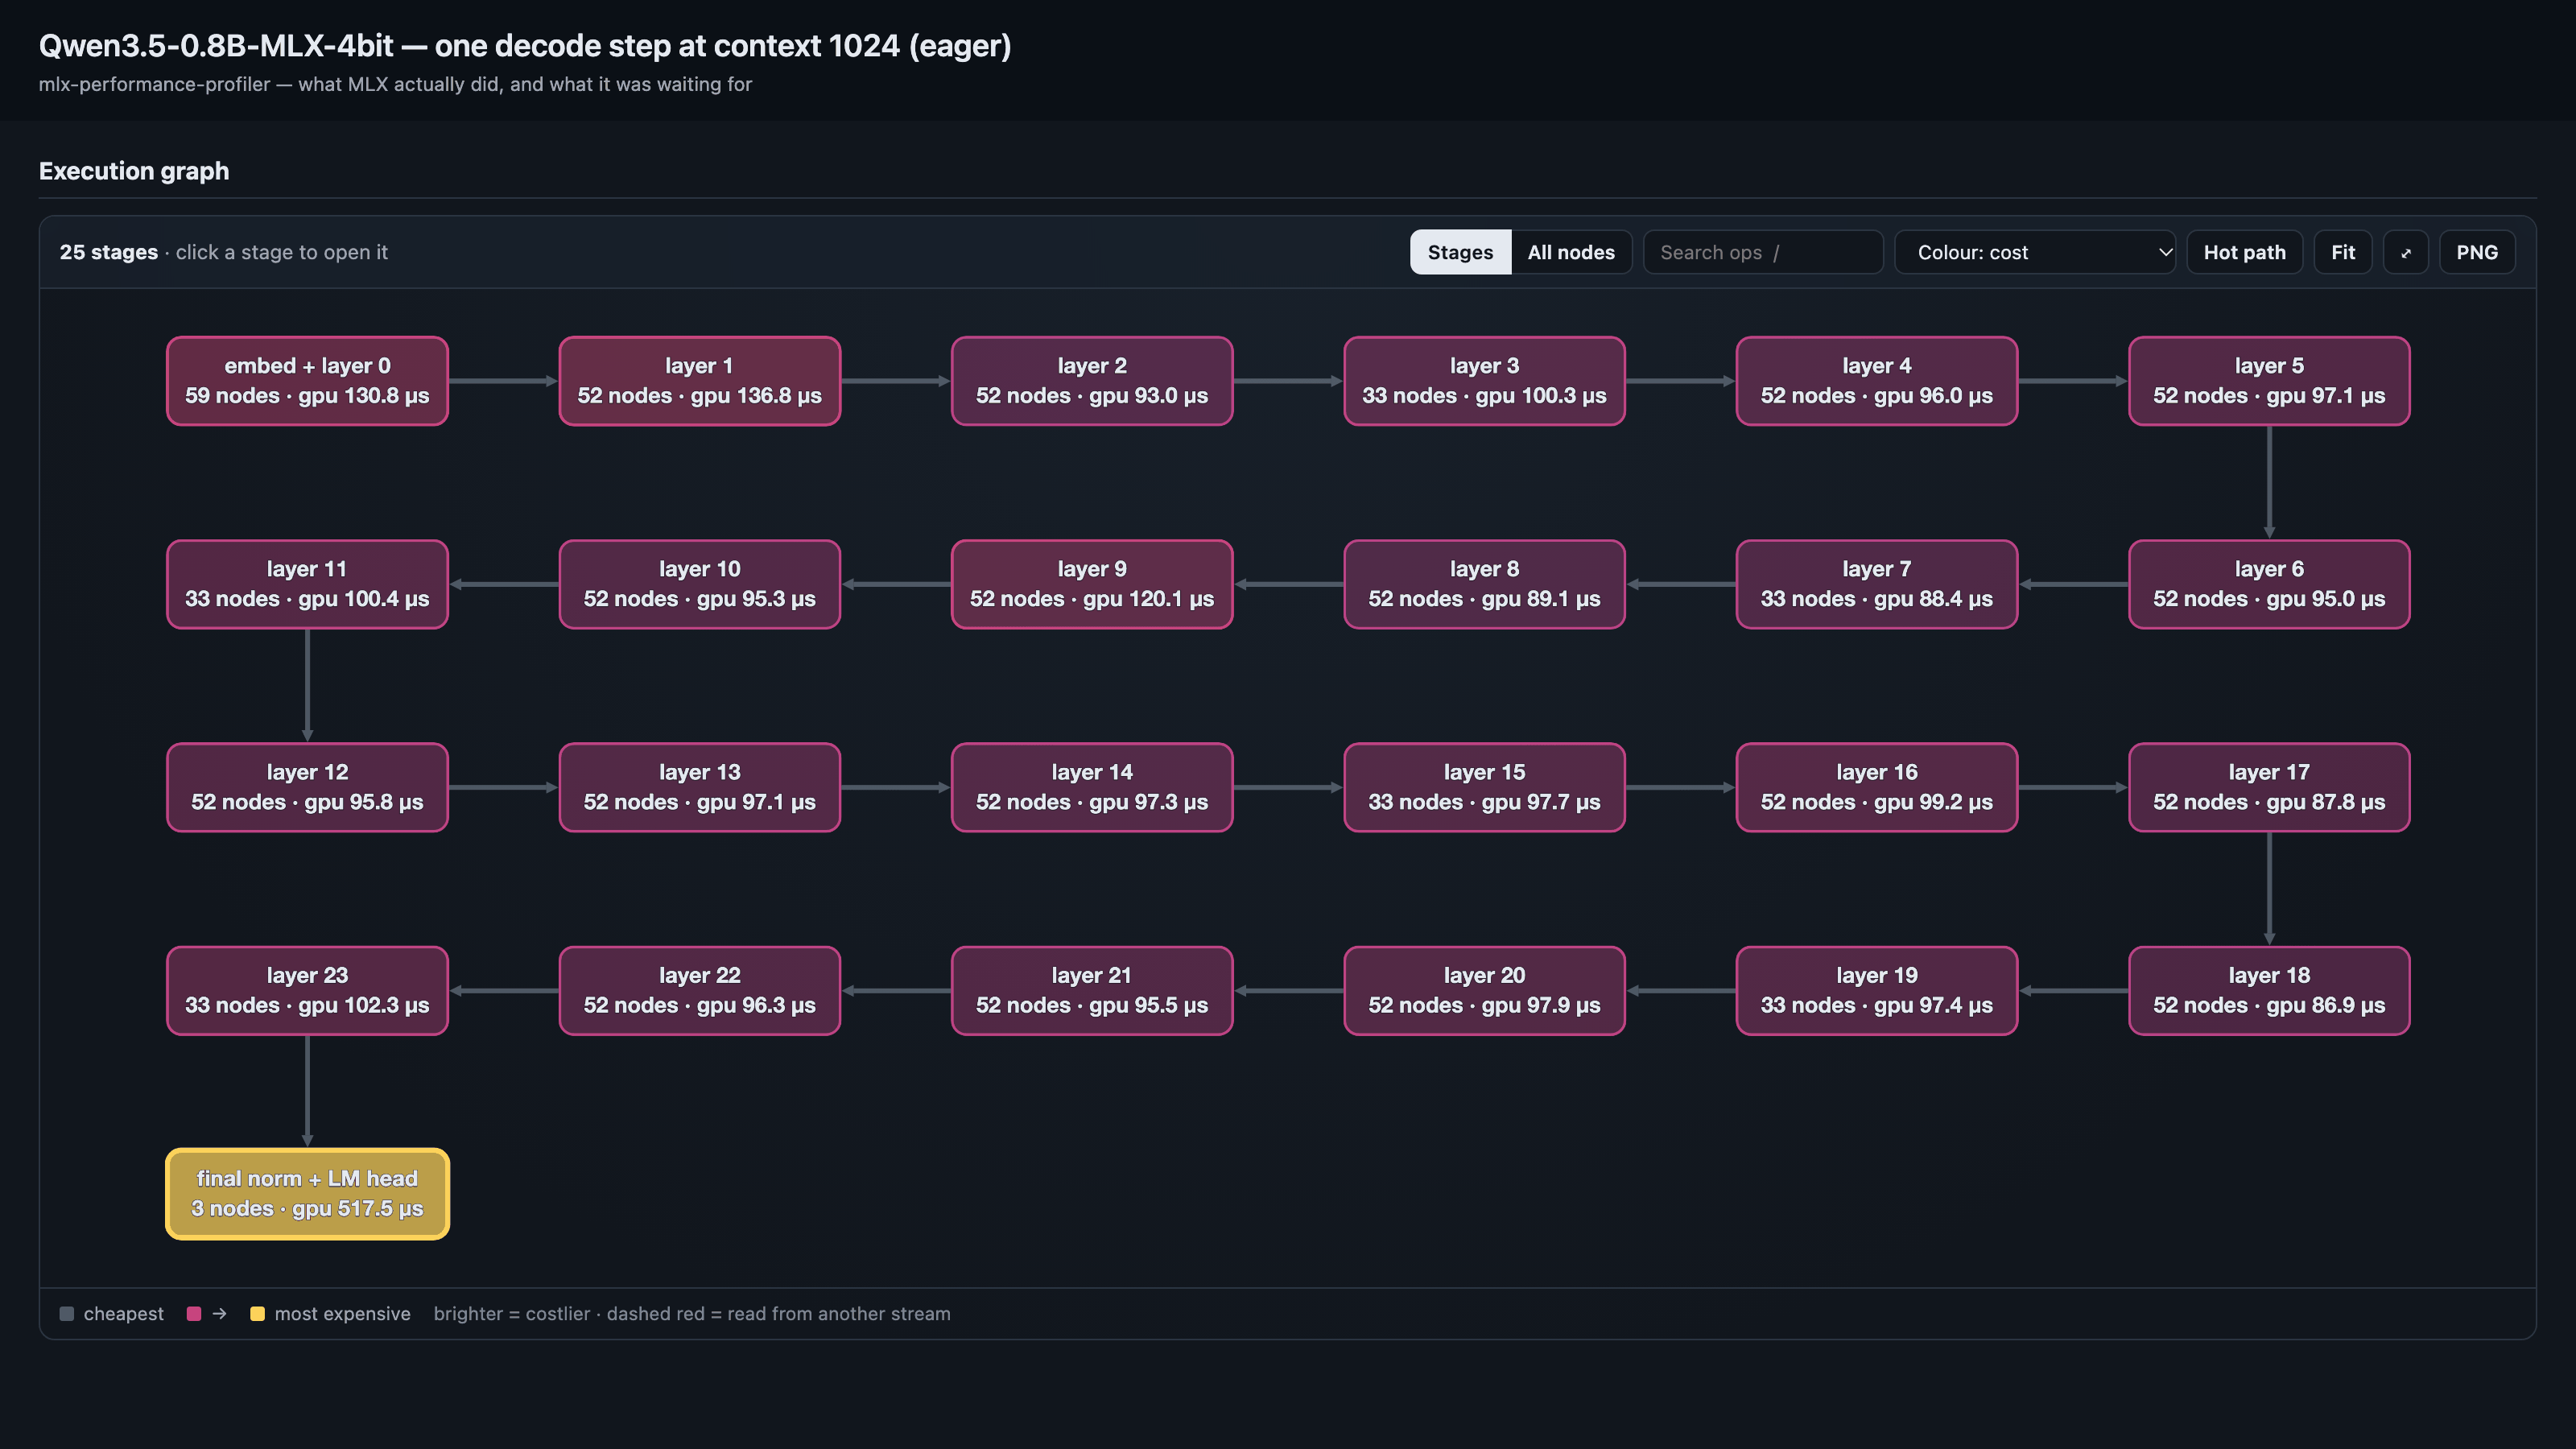 Qwen3.5-0.8B-MLX-4bit — one decode step at context 1024 (eager)
mlx-performance-profiler — what MLX actually did, and what it was waiting for
Execution graph
25 stages · click a stage to open it
Stages
All nodes
Search ops /
Colour: cost
Hot path
Fit
PNG
embed + layer 0
59 nodes · gpu 130.8 µs
layer 1
52 nodes · gpu 136.8 µs
layer 2
52 nodes · gpu 93.0 µs
layer 3
33 nodes · gpu 100.3 µs
layer 4
52 nodes · gpu 96.0 µs
layer 5
52 nodes · gpu 97.1 µs
layer 6
52 nodes · gpu 95.0 µs
layer 7
33 nodes · gpu 88.4 µs
layer 8
52 nodes · gpu 89.1 µs
layer 9
52 nodes · gpu 120.1 µs
layer 10
52 nodes · gpu 95.3 µs
layer 11
33 nodes · gpu 100.4 µs
layer 12
52 nodes · gpu 95.8 µs
layer 13
52 nodes · gpu 97.1 µs
layer 14
52 nodes · gpu 97.3 µs
layer 15
33 nodes · gpu 97.7 µs
layer 16
52 nodes · gpu 99.2 µs
layer 17
52 nodes · gpu 87.8 µs
layer 18
52 nodes · gpu 86.9 µs
layer 19
33 nodes · gpu 97.4 µs
layer 20
52 nodes · gpu 97.9 µs
layer 21
52 nodes · gpu 95.5 µs
layer 22
52 nodes · gpu 96.3 µs
layer 23
33 nodes · gpu 102.3 µs
final norm + LM head
3 nodes · gpu 517.5 µs
cheapest → most expensive brighter = costlier · dashed red = read from another stream